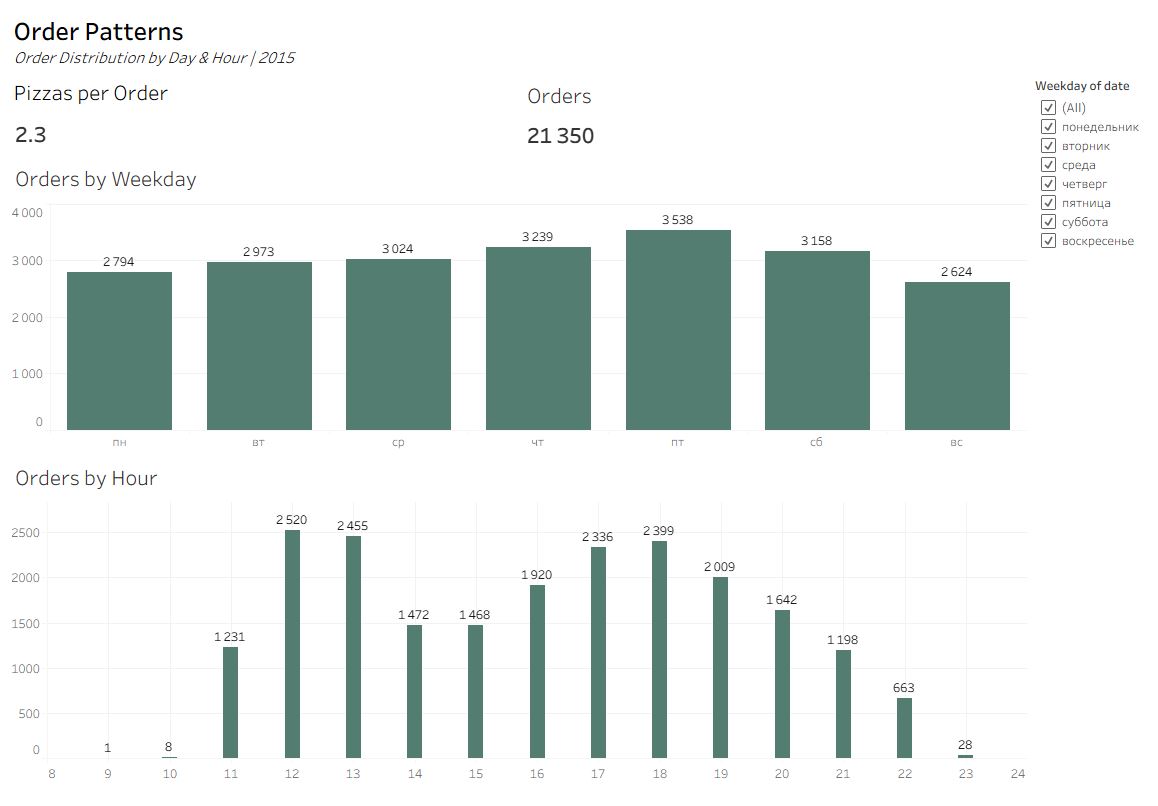 Order Patterns
Order Distribution by Day & Hour | 2015
Pizzas per Order
2.3
Orders
21 350
Weekday of date
(All)
понедельник
вторник
среда
четверг
пятница
суббота
воскресенье
Orders by Weekday
4 000
3 000
2 000
1 000
0
2 794
2 973
3 024
3 239
3 538
3 158
2 624
пн вт ср чт пт сб вс
Orders by Hour
2500
2000
1500
1000
500
0
1
8
1 231
2 520
2 455
1 472
1 468
1 920
2 336
2 399
2 009
1 642
1 198
663
28
8 9 10 11 12 13 14 15 16 17 18 19 20 21 22 23 24